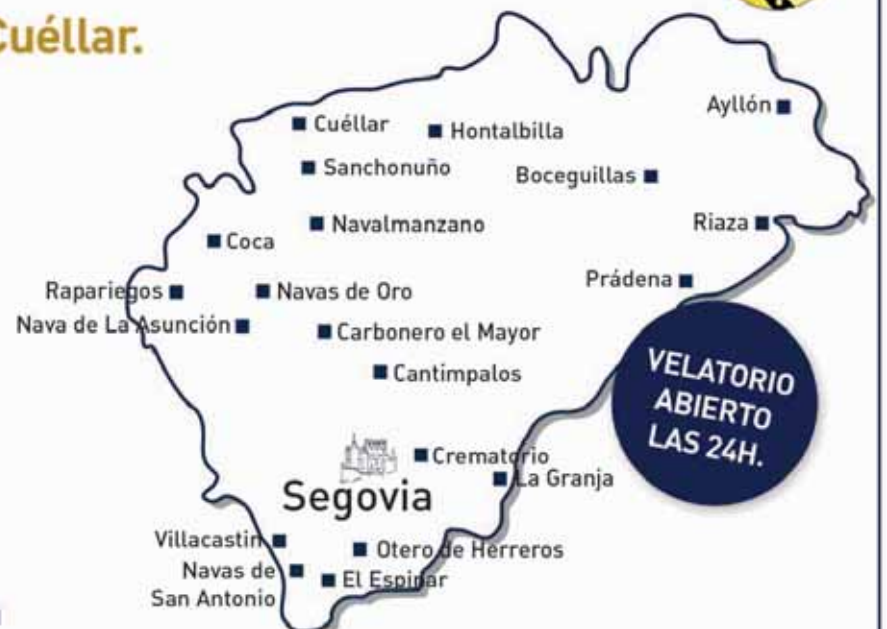 Cuéllar.
Ayllón
Cuéllar
Hontalbilla
Sanchonuño
Boceguillas
Navalmanzano
Riaza
Coca
Prádena
Rapariegos
Navas de Oro
Nava de La Asunción
Carbonero el Mayor
Cantimpalos
VELATORIO
ABIERTO
LAS 24H.
Crematorio
La Granja
Segovia
Villacastin
Otero de Herreros
Navas de
San Antonio
El Espinar